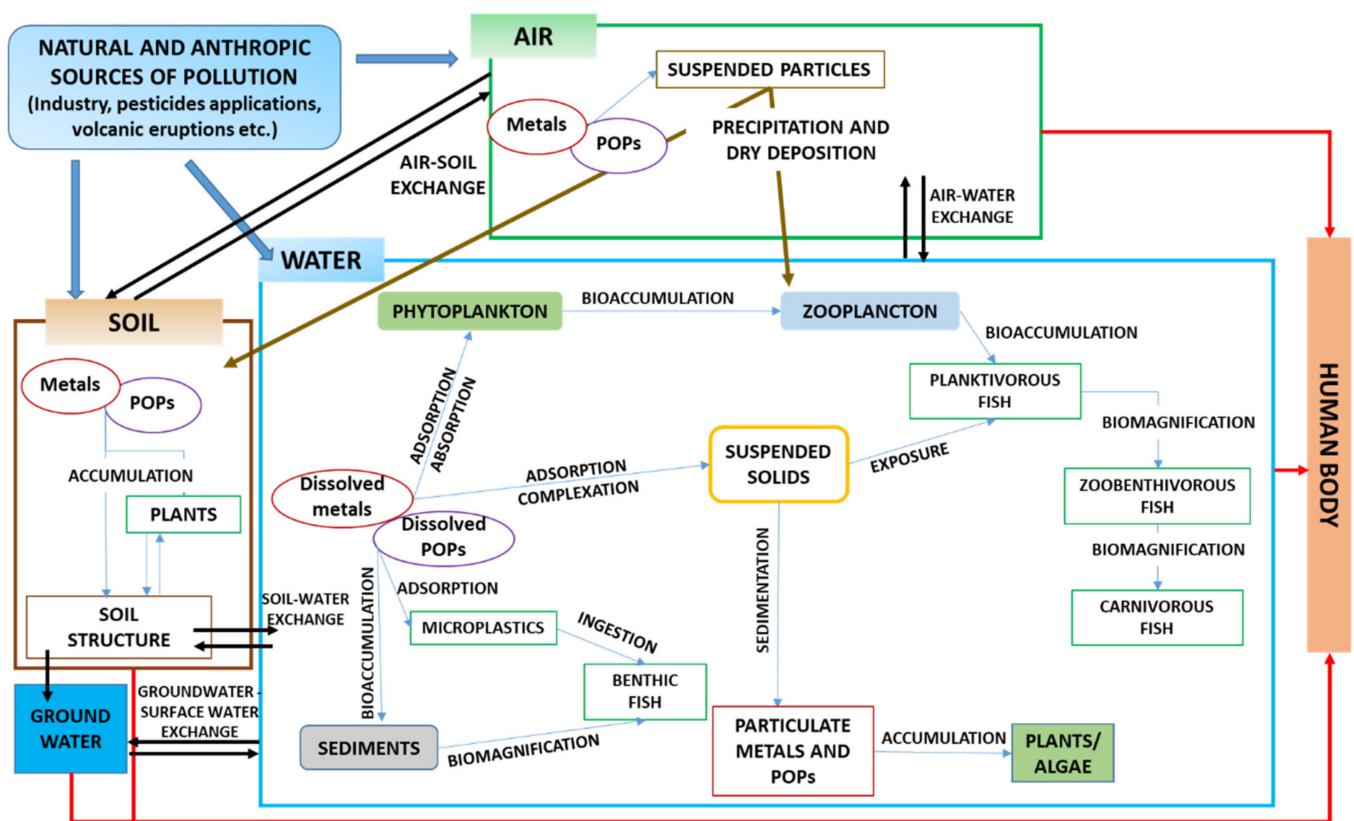 NATURAL AND ANTHROPIC
SOURCES OF POLLUTION
(Industry, pesticides applications,
volcanic eruptions etc.)
AIR
SUSPENDED PARTICLES
Metals
POPs
PRECIPITATION AND
DRY DEPOSITION
AIR-SOIL
EXCHANGE
AIR-WATER
EXCHANGE
WATER
SOIL
Metals
POPs
ACCUMULATION
PLANTS
SOIL
STRUCTURE
SOIL-WATER
EXCHANGE
GROUND
WATER
GROUNDWATER -
SURFACE WATER
EXCHANGE
PHYTOPLANKTON
BIOACCUMULATION
ZOOPLANCTON
BIOACCUMULATION
PLANKTIVOROUS
FISH
BIOMAGNIFICATION
ZOOBENTHIVOROUS
FISH
BIOMAGNIFICATION
CARNIVOROUS
FISH
ADSORPTION
ABSORPTION
Dissolved
metals
Dissolved
POPs
ADSORPTION
COMPLEXATION
SUSPENDED
SOLIDS
EXPOSURE
SEDIMENTATION
BIOACCUMULATION
ADSORPTION
MICROPLASTICS
INGESTION
BENTHIC
FISH
SEDIMENTS
BIOMAGNIFICATION
PARTICULATE
METALS AND
POPs
ACCUMULATION
PLANTS/
ALGAE
HUMAN BODY